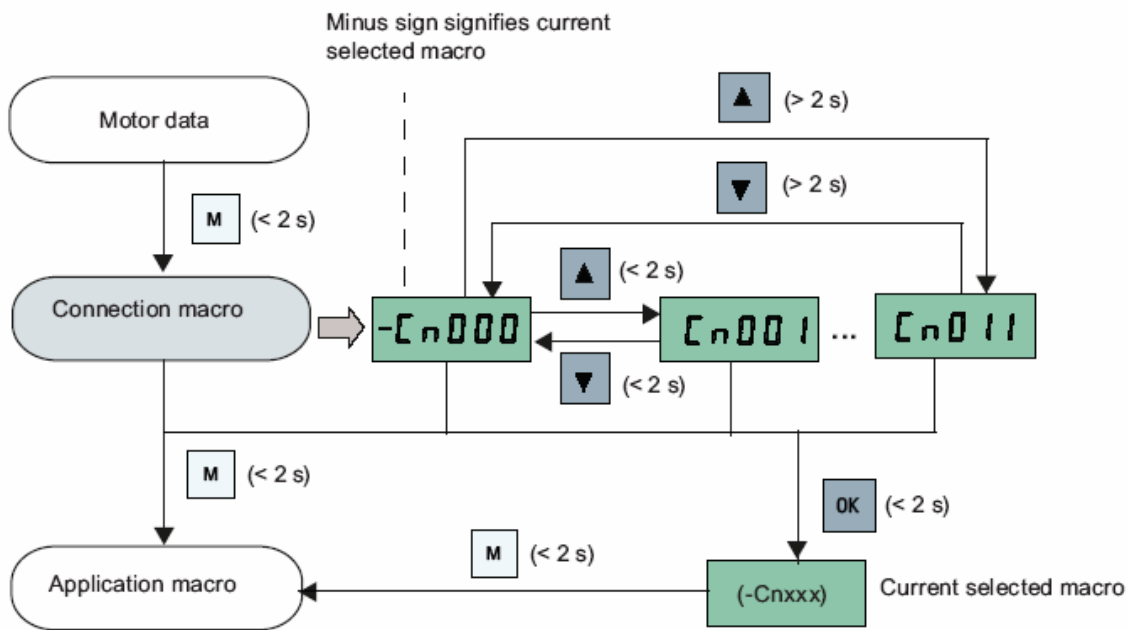 Minus sign signifies current
selected macro
▲ (> 2 s)
Motor data
▼ (> 2 s)
M (< 2 s)
▲ (< 2 s)
Connection macro
-Cn000
Cn001
...
Cn011
▼ (< 2 s)
M (< 2 s)
OK (< 2 s)
M (< 2 s)
Application macro
(-Cnxxx)
Current selected macro